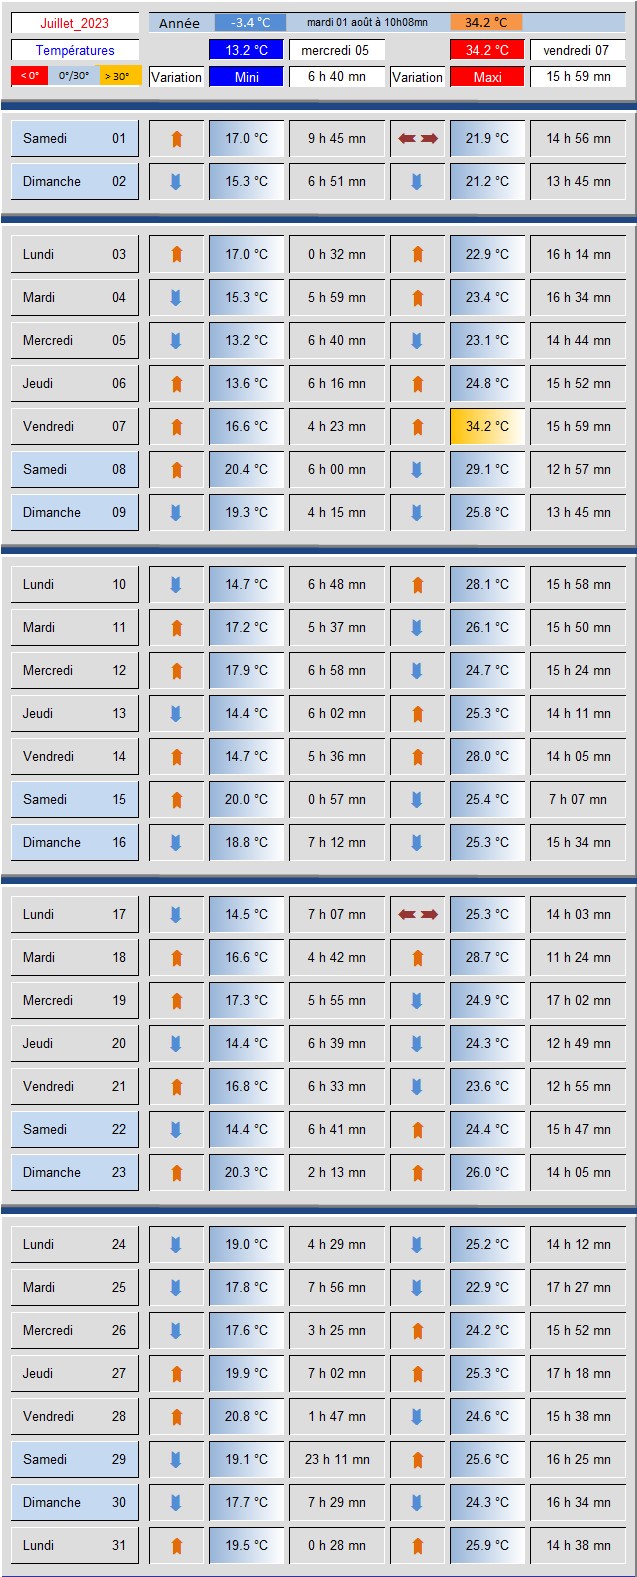 Juillet_2023 Année -3.4 °C mardi 01 août à 10h08mn 34.2 °C
Températures 13.2 °C mercredi 05 34.2 °C vendredi 07
< 0° 0°/30° > 30° Variation Mini 6 h 40 mn Variation Maxi 15 h 59 mn
Samedi 01 17.0 °C 9 h 45 mn 21.9 °C 14 h 56 mn
Dimanche 02 15.3 °C 6 h 51 mn 21.2 °C 13 h 45 mn
Lundi 03 17.0 °C 0 h 32 mn 22.9 °C 16 h 14 mn
Mardi 04 15.3 °C 5 h 59 mn 23.4 °C 16 h 34 mn
Mercredi 05 13.2 °C 6 h 40 mn 23.1 °C 14 h 44 mn
Jeudi 06 13.6 °C 6 h 16 mn 24.8 °C 15 h 52 mn
Vendredi 07 16.6 °C 4 h 23 mn 34.2 °C 15 h 59 mn
Samedi 08 20.4 °C 6 h 00 mn 29.1 °C 12 h 57 mn
Dimanche 09 19.3 °C 4 h 15 mn 25.8 °C 13 h 45 mn
Lundi 10 14.7 °C 6 h 48 mn 28.1 °C 15 h 58 mn
Mardi 11 17.2 °C 5 h 37 mn 26.1 °C 15 h 50 mn
Mercredi 12 17.9 °C 6 h 58 mn 24.7 °C 15 h 24 mn
Jeudi 13 14.4 °C 6 h 02 mn 25.3 °C 14 h 11 mn
Vendredi 14 14.7 °C 5 h 36 mn 28.0 °C 14 h 05 mn
Samedi 15 20.0 °C 0 h 57 mn 25.4 °C 7 h 07 mn
Dimanche 16 18.8 °C 7 h 12 mn 25.3 °C 15 h 34 mn
Lundi 17 14.5 °C 7 h 07 mn 25.3 °C 14 h 03 mn
Mardi 18 16.6 °C 4 h 42 mn 28.7 °C 11 h 24 mn
Mercredi 19 17.3 °C 5 h 55 mn 24.9 °C 17 h 02 mn
Jeudi 20 14.4 °C 6 h 39 mn 24.3 °C 12 h 49 mn
Vendredi 21 16.8 °C 6 h 33 mn 23.6 °C 12 h 55 mn
Samedi 22 14.4 °C 6 h 41 mn 24.4 °C 15 h 47 mn
Dimanche 23 20.3 °C 2 h 13 mn 26.0 °C 14 h 05 mn
Lundi 24 19.0 °C 4 h 29 mn 25.2 °C 14 h 12 mn
Mardi 25 17.8 °C 7 h 56 mn 22.9 °C 17 h 27 mn
Mercredi 26 17.6 °C 3 h 25 mn 24.2 °C 15 h 52 mn
Jeudi 27 19.9 °C 7 h 02 mn 25.3 °C 17 h 18 mn
Vendredi 28 20.8 °C 1 h 47 mn 24.6 °C 15 h 38 mn
Samedi 29 19.1 °C 23 h 11 mn 25.6 °C 16 h 25 mn
Dimanche 30 17.7 °C 7 h 29 mn 24.3 °C 16 h 34 mn
Lundi 31 19.5 °C 0 h 28 mn 25.9 °C 14 h 38 mn